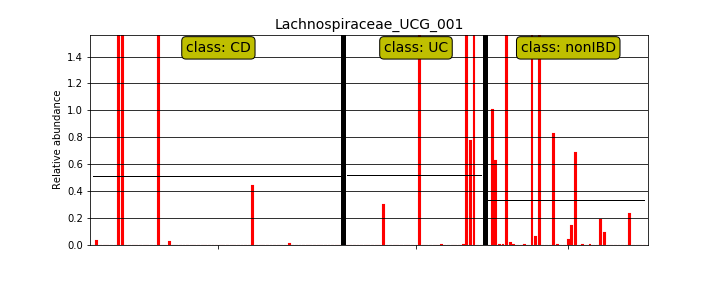 Lachnospiraceae_UCG_001
class: CD
class: UC
class: nonIBD
Relative abundance
1.4
1.2
1.0
0.8
0.6
0.4
0.2
0.0